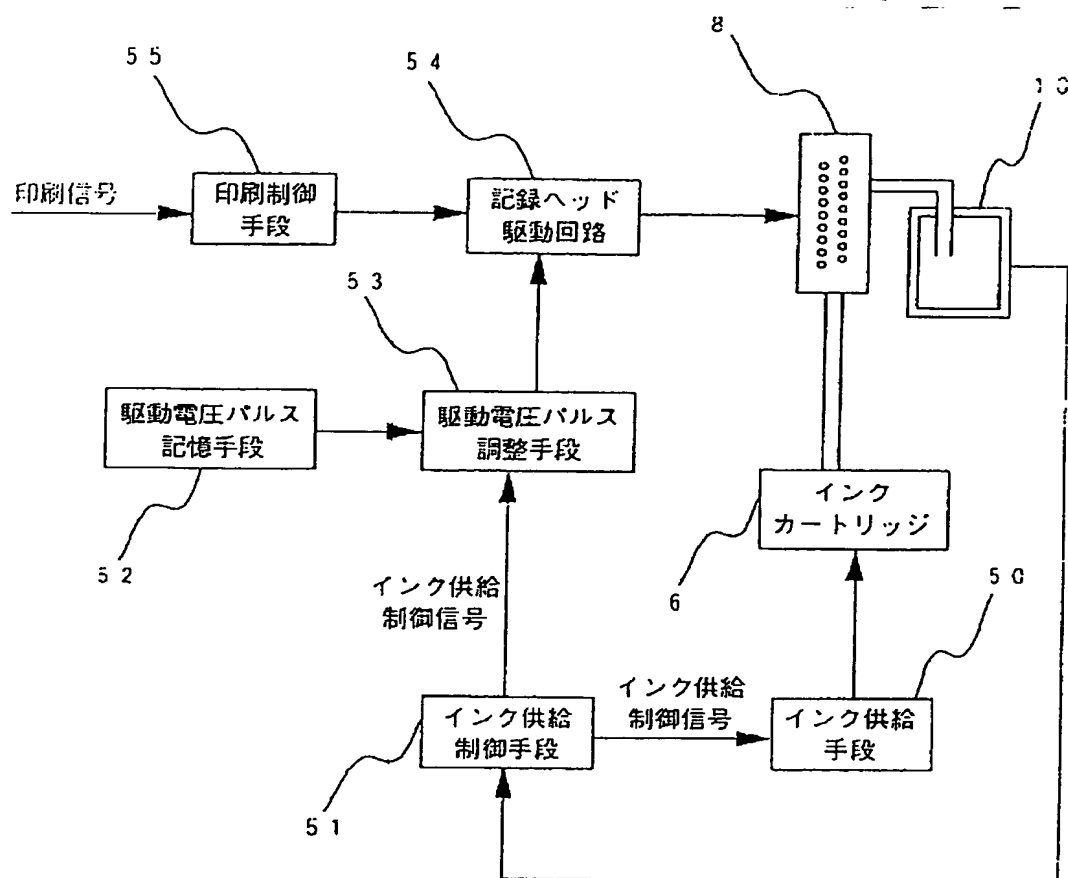 8
55
54
10
印刷信号
印刷制御
手段
記録ヘッド
駆動回路
53
駆動電圧パルス
記憶手段
駆動電圧パルス
調整手段
インク
カートリッジ
52
6
50
インク供給
制御信号
インク供給
制御信号
インク供給
制御手段
インク供給
手段
51